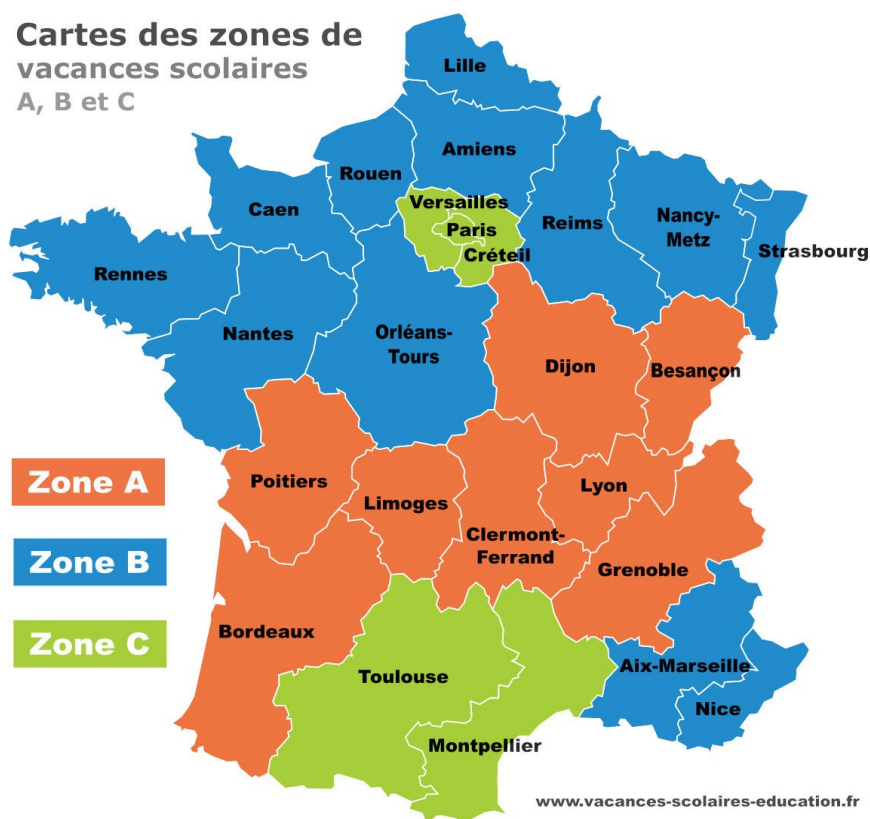 Cartes des zones de
vacances scolaires
A, B et C
Lille
Amiens
Rouen
Caen
Versailles
Paris
Créteil
Reims
Nancy-
Metz
Strasbourg
Rennes
Nantes
Orléans-
Tours
Dijon
Besançon
Zone A
Zone B
Zone C
Poitiers
Limoges
Clermont-
Ferrand
Lyon
Grenoble
Bordeaux
Toulouse
Montpellier
Aix-Marseille
Nice
www.vacances-scolaires-education.fr